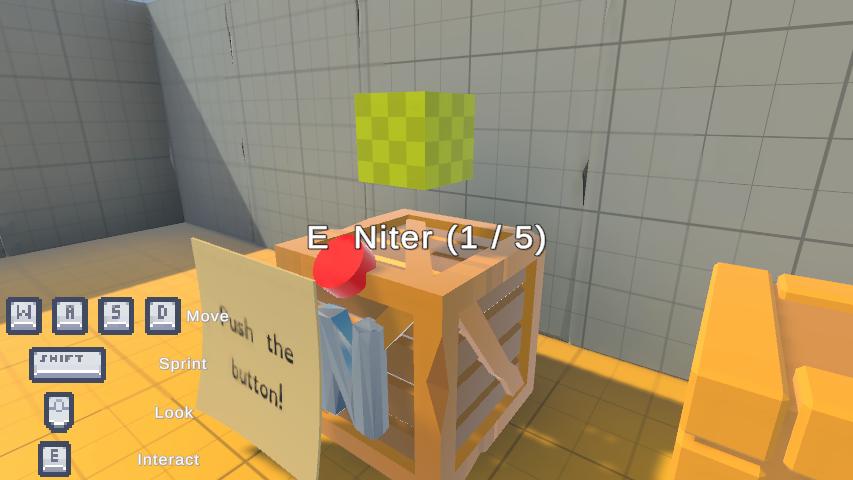 E Niter (1 / 5)
Push the
button!
N
W A S D Move
SHIFT Sprint
Look
E Interact